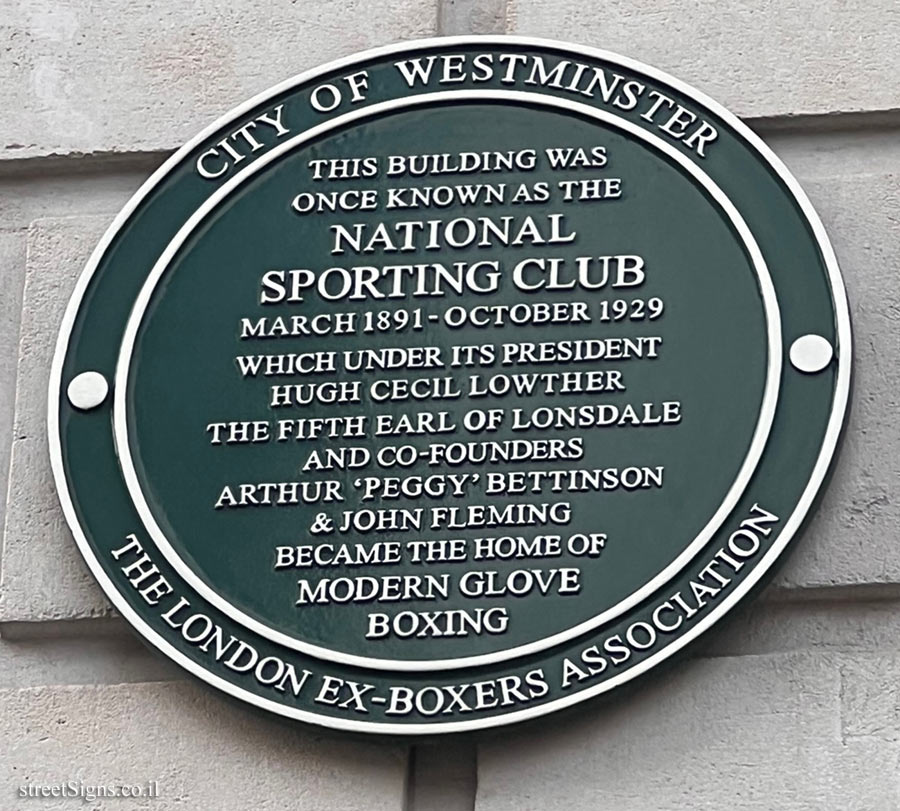 CITY OF WESTMINSTER
THIS BUILDING WAS
ONCE KNOWN AS THE
NATIONAL
SPORTING CLUB
MARCH 1891-OCTOBER 1929
WHICH UNDER ITS PRESIDENT
HUGH CECIL LOWTHER
THE FIFTH EARL OF LONSDALE
AND CO-FOUNDERS
ARTHUR ‘PEGGY’ BETTINSON
& JOHN FLEMING
BECAME THE HOME OF
MODERN GLOVE
BOXING
THE LONDON EX-BOXERS ASSOCIATION
streetSigns.co.il